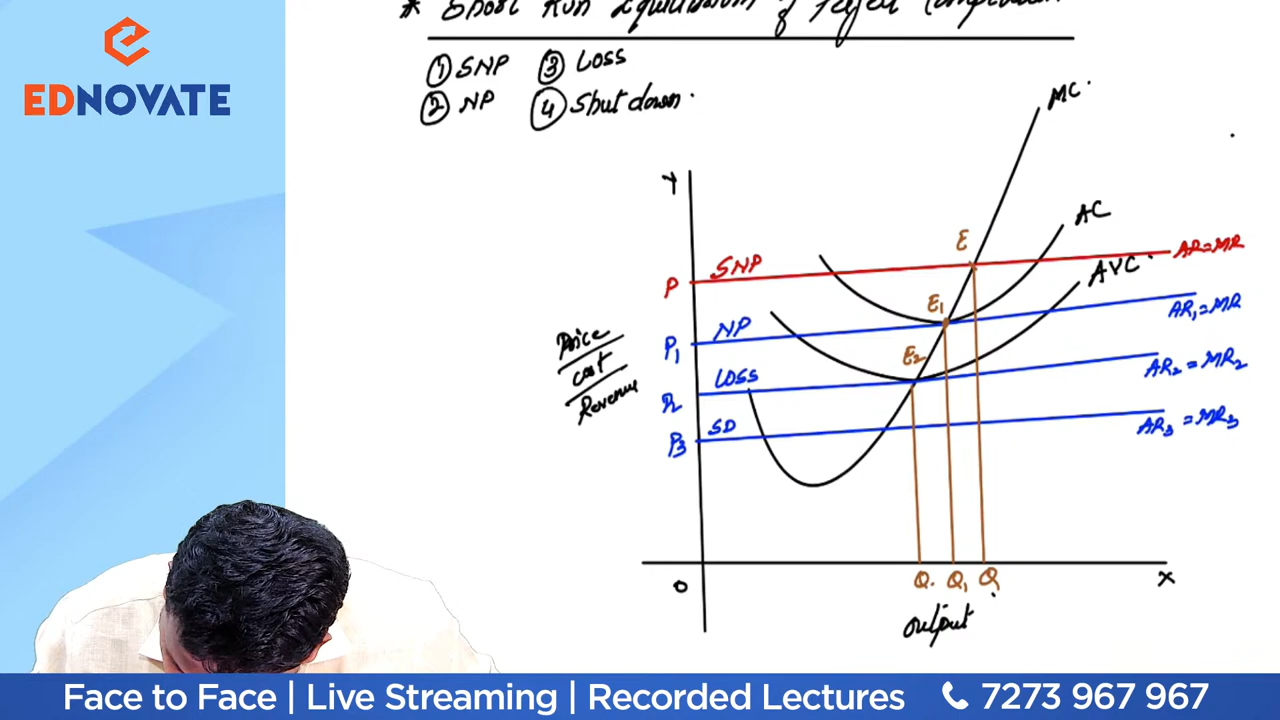 * Short Run Equilibrium of Perfect Competition
EDNOVATE
① SNP ③ Loss
② NP ④ Shut down.
MC.
Y
AC
E
SNP
AR=MR
AVC.
P
E1
NP
AR1=MR
P1
Price
cost
Revenue
E2
LOSS
AR2 = MR2
SD
AR3 = MR3
P3
O
Q. Q1 Q1
X
output
Face to Face | Live Streaming | Recorded Lectures 7273 967 967